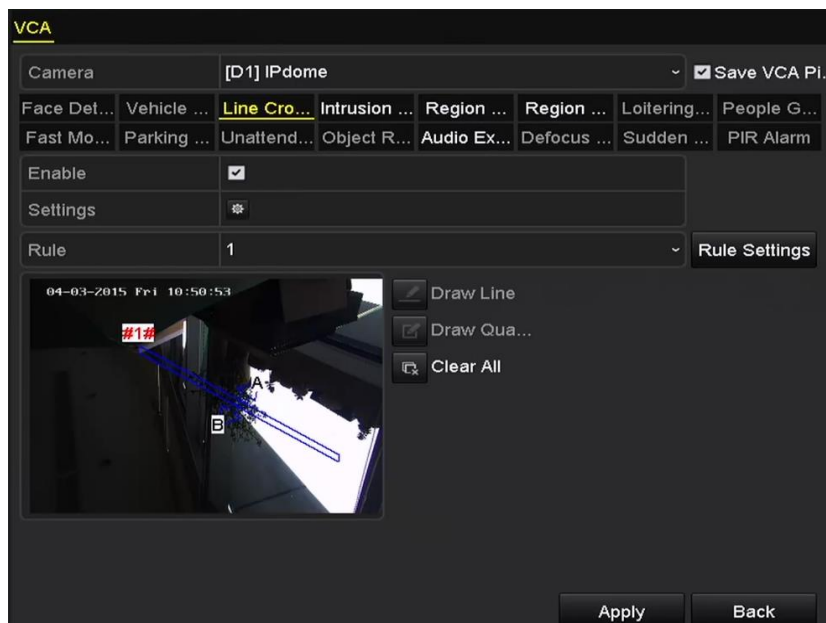 VCA
Camera [D1] IPdome Save VCA Pi.
Face Det... Vehicle ... Line Cro... Intrusion ... Region ... Region ... Loitering... People G...
Fast Mo... Parking ... Unattend... Object R... Audio Ex... Defocus ... Sudden ... PIR Alarm
Enable
Settings
Rule 1 Rule Settings
04-03-2015 Fri 10:50:53
#1#
A
B
Draw Line
Draw Qua...
Clear All
Apply Back